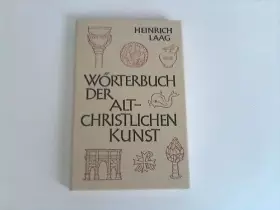 HEINRICH
LAAG
WÖRTERBUCH
DER
ALT-
CHRISTLICHEN
KUNST